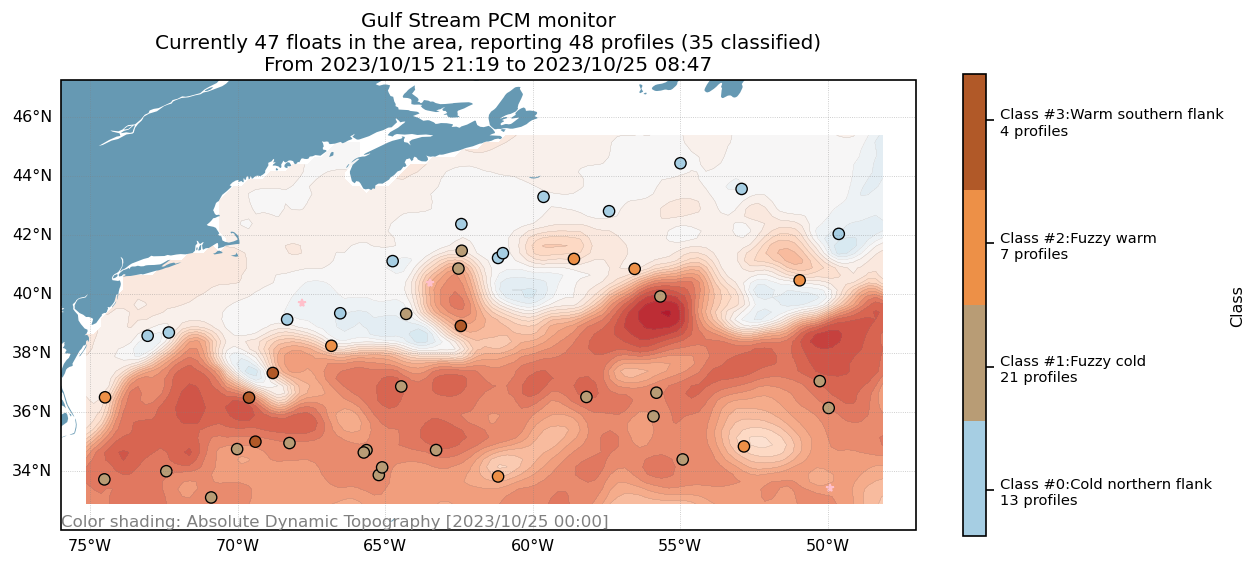 Gulf Stream PCM monitor
Currently 47 floats in the area, reporting 48 profiles (35 classified)
From 2023/10/15 21:19 to 2023/10/25 08:47
46°N
44°N
42°N
40°N
38°N
36°N
34°N
Color shading: Absolute Dynamic Topography [2023/10/25 00:00]
75°W
70°W
65°W
60°W
55°W
50°W
Class #3:Warm southern flank
4 profiles
Class #2:Fuzzy warm
7 profiles
Class #1:Fuzzy cold
21 profiles
Class #0:Cold northern flank
13 profiles
Class